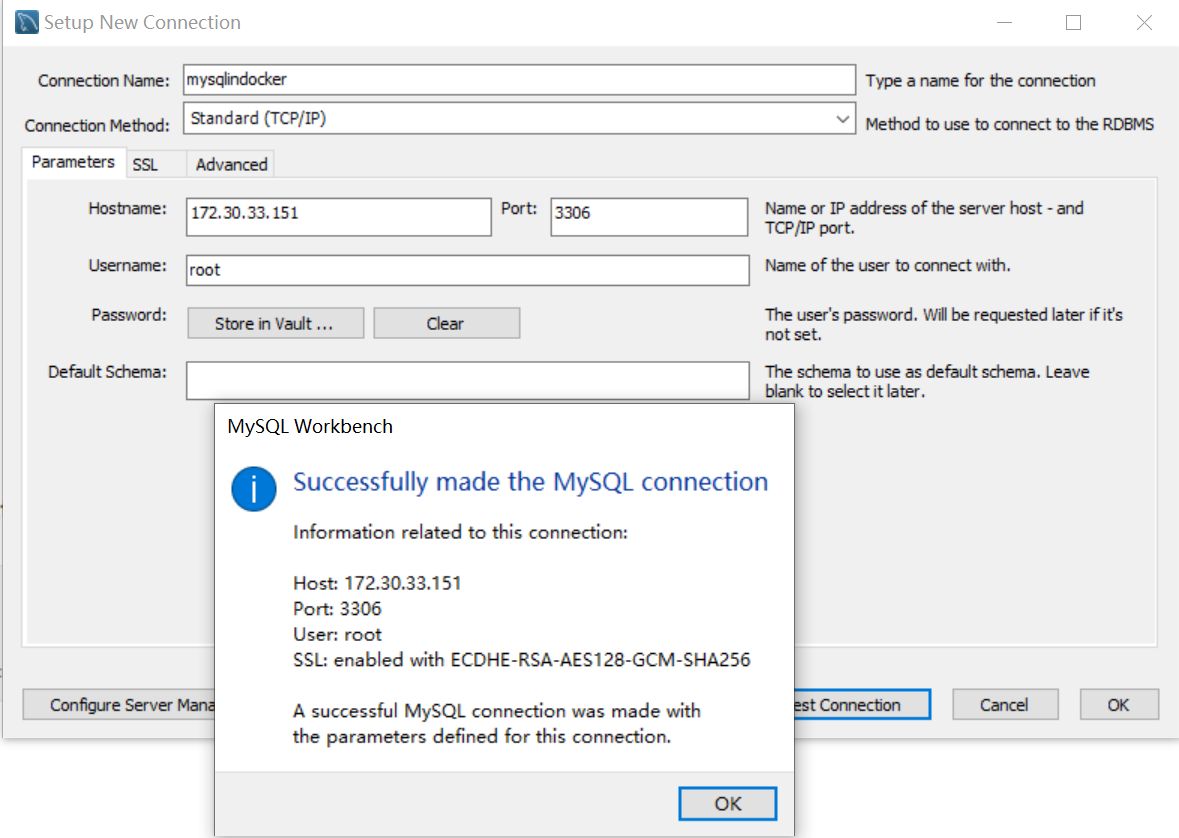 Setup New Connection
Connection Name: mysqlindocker Type a name for the connection
Connection Method: Standard (TCP/IP) Method to use to connect to the RDBMS
Parameters SSL Advanced
Hostname: 172.30.33.151 Port: 3306 Name or IP address of the server host - and
TCP/IP port.
Username: root Name of the user to connect with.
Password: Store in Vault ... Clear The user's password. Will be requested later if it's
not set.
Default Schema: The schema to use as default schema. Leave
blank to select it later.
MySQL Workbench
Successfully made the MySQL connection
Information related to this connection:
Host: 172.30.33.151
Port: 3306
User: root
SSL: enabled with ECDHE-RSA-AES128-GCM-SHA256
A successful MySQL connection was made with
the parameters defined for this connection.
Configure Server Mana est Connection Cancel OK
OK